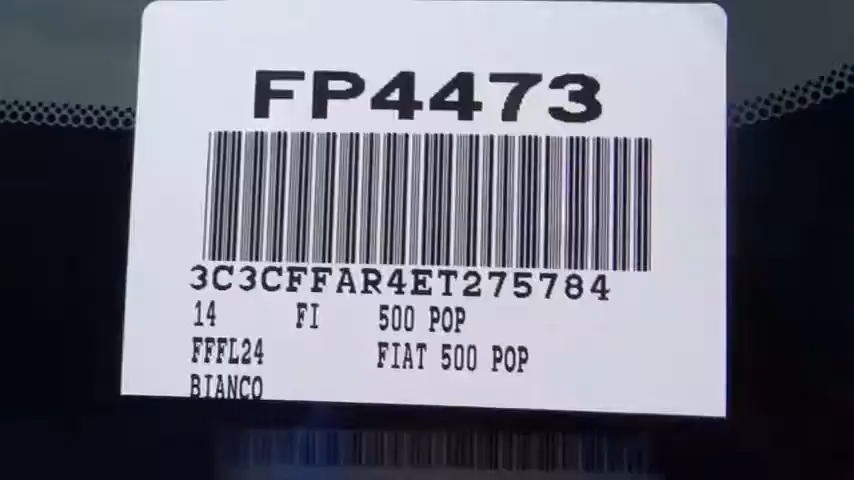 FP4473
3C3CFFAR4ET275784
14 FI 500 POP
FFFL24 FIAT 500 POP
BIANCO